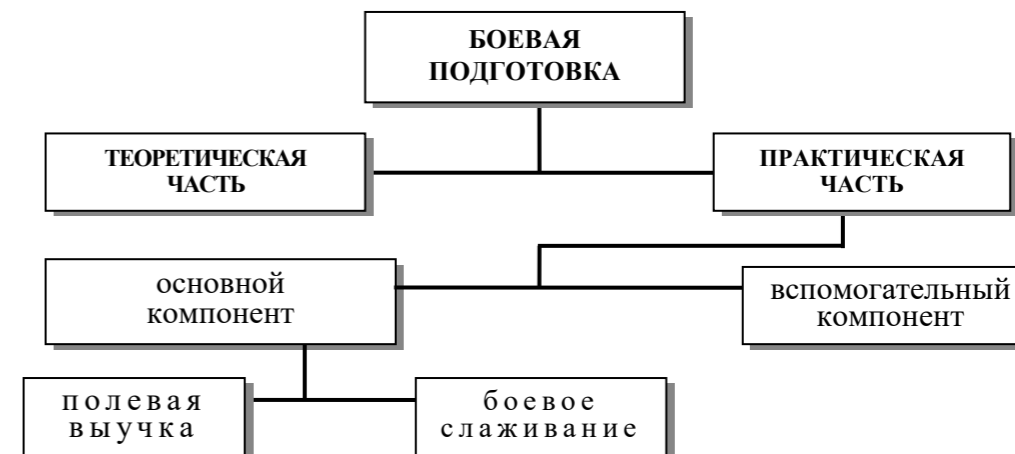 БОЕВАЯ
ПОДГОТОВКА
ТЕОРЕТИЧЕСКАЯ
ЧАСТЬ
ПРАКТИЧЕСКАЯ
ЧАСТЬ
основной
компонент
вспомогательный
компонент
полевая
выучка
боевое
слаживание